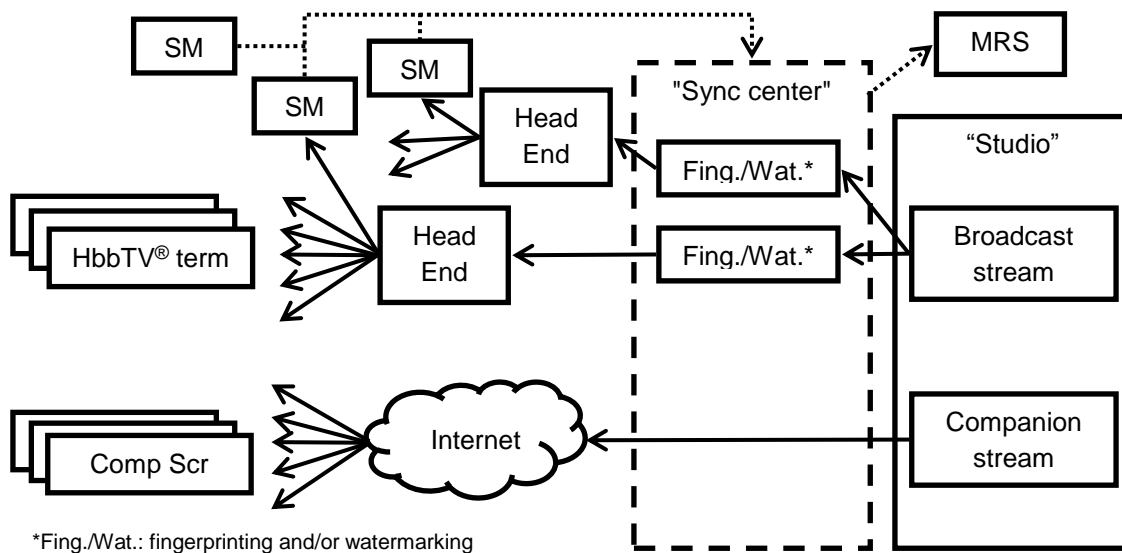 SM
MRS
SM
"Sync center"
SM
Head
End
“Studio”
Fing./Wat.*
HbbTV® term
Head
End
Fing./Wat.*
Broadcast
stream
Comp Scr
Internet
Companion
stream
*Fing./Wat.: fingerprinting and/or watermarking